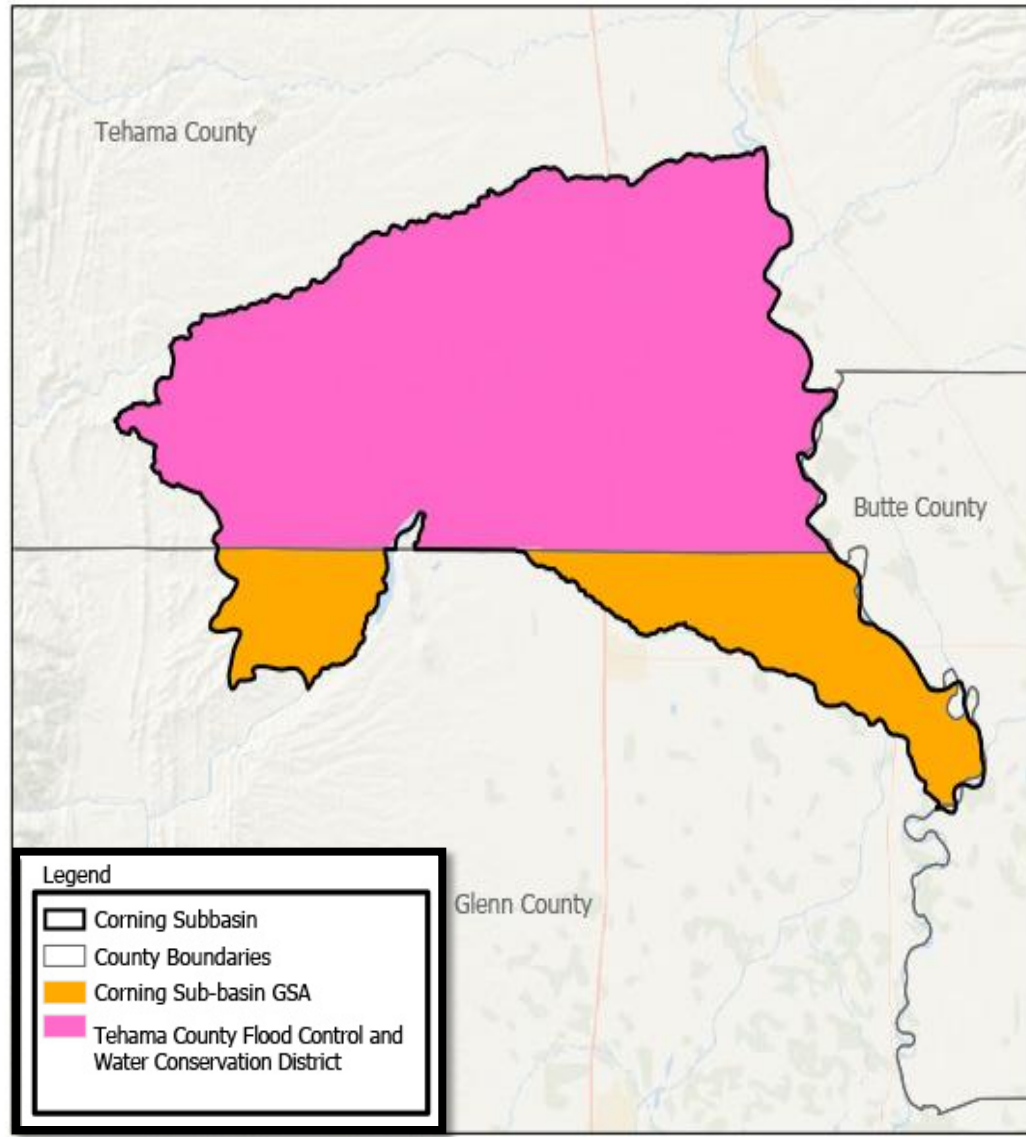 Tehama County
Butte County
Glenn County
Legend
Corning Subbasin
County Boundaries
Corning Sub-basin GSA
Tehama County Flood Control and
Water Conservation District